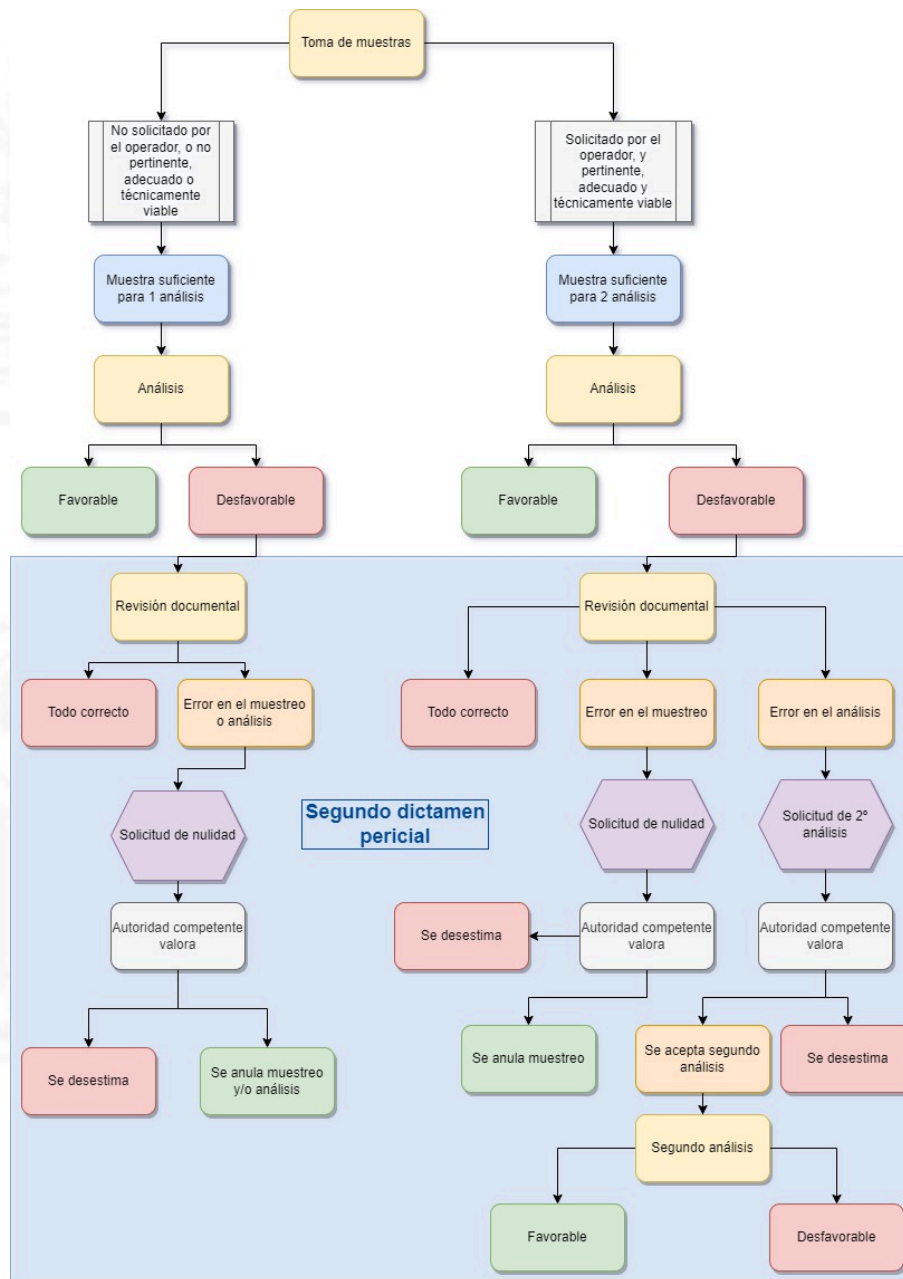 Toma de muestras
No solicitado por
el operador, o no
pertinente,
adecuado o
técnicamente
viable
Solicitado por el
operador, y
pertinente,
adecuado y
técnicamente viable
Muestra suficiente
para 1 análisis
Muestra suficiente
para 2 análisis
Análisis
Análisis
Favorable
Desfavorable
Favorable
Desfavorable
Revisión documental
Revisión documental
Todo correcto
Error en el muestreo
o análisis
Todo correcto
Error en el muestreo
Error en el análisis
Solicitud de nulidad
Segundo dictamen
pericial
Solicitud de nulidad
Solicitud de 2º
análisis
Autoridad competente
valora
Se desestima
Autoridad competente
valora
Autoridad competente
valora
Se desestima
Se anula muestreo
y/o análisis
Se anula muestreo
Se acepta segundo
análisis
Se desestima
Segundo análisis
Favorable
Desfavorable